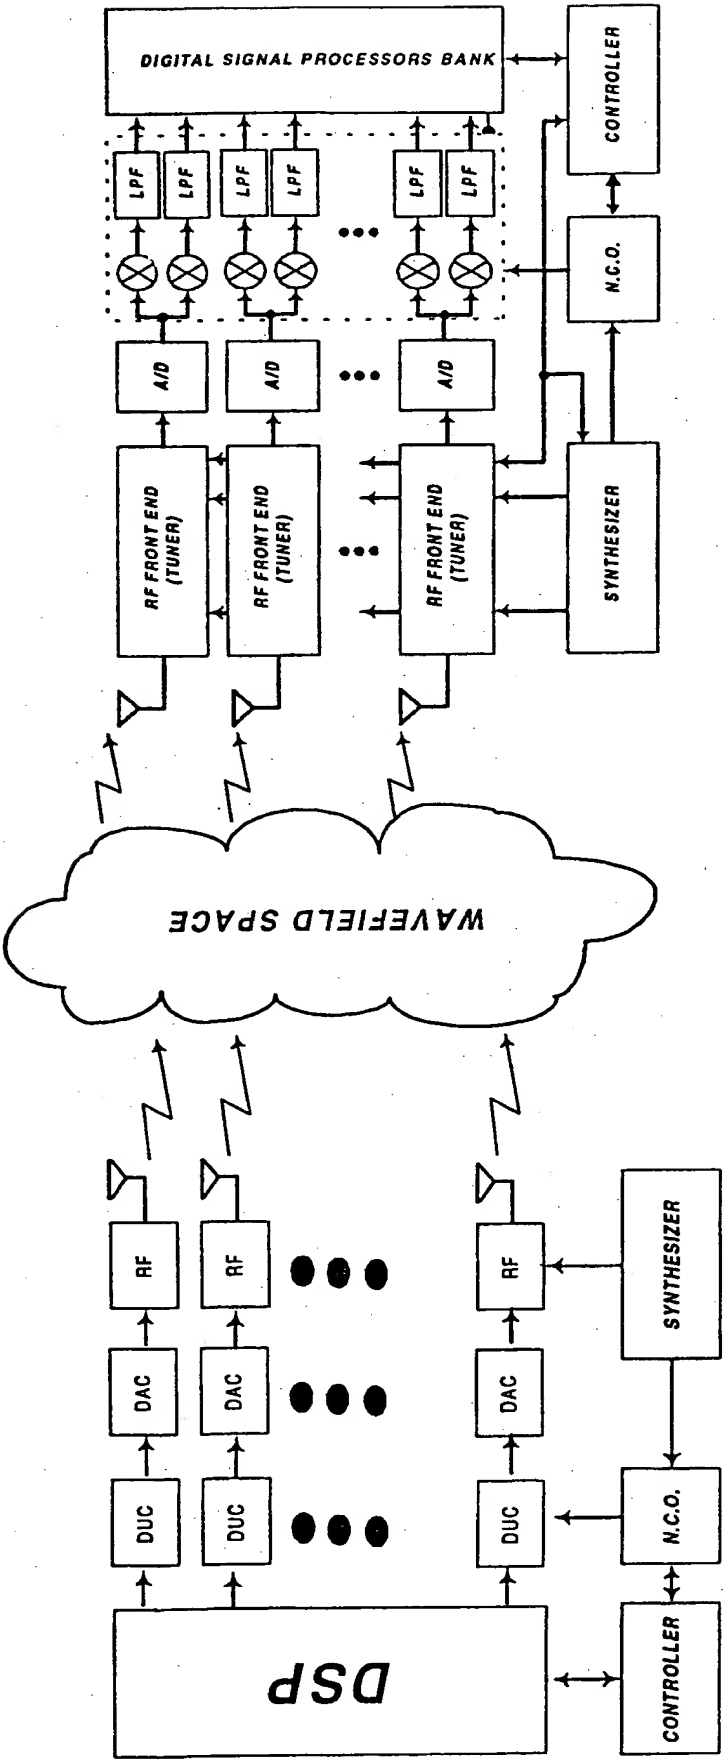 DIGITAL SIGNAL PROCESSORS BANK
CONTROLLER
LPF
LPF
LPF
LPF
LPF
LPF
N.C.O.
A/D
A/D
A/D
RF FRONT END
(TUNER)
RF FRONT END
(TUNER)
RF FRONT END
(TUNER)
SYNTHESIZER
WAVEFIELD SPACE
RF
RF
RF
SYNTHESIZER
DAC
DAC
DAC
DUC
DUC
DUC
N.C.O.
DSP
CONTROLLER